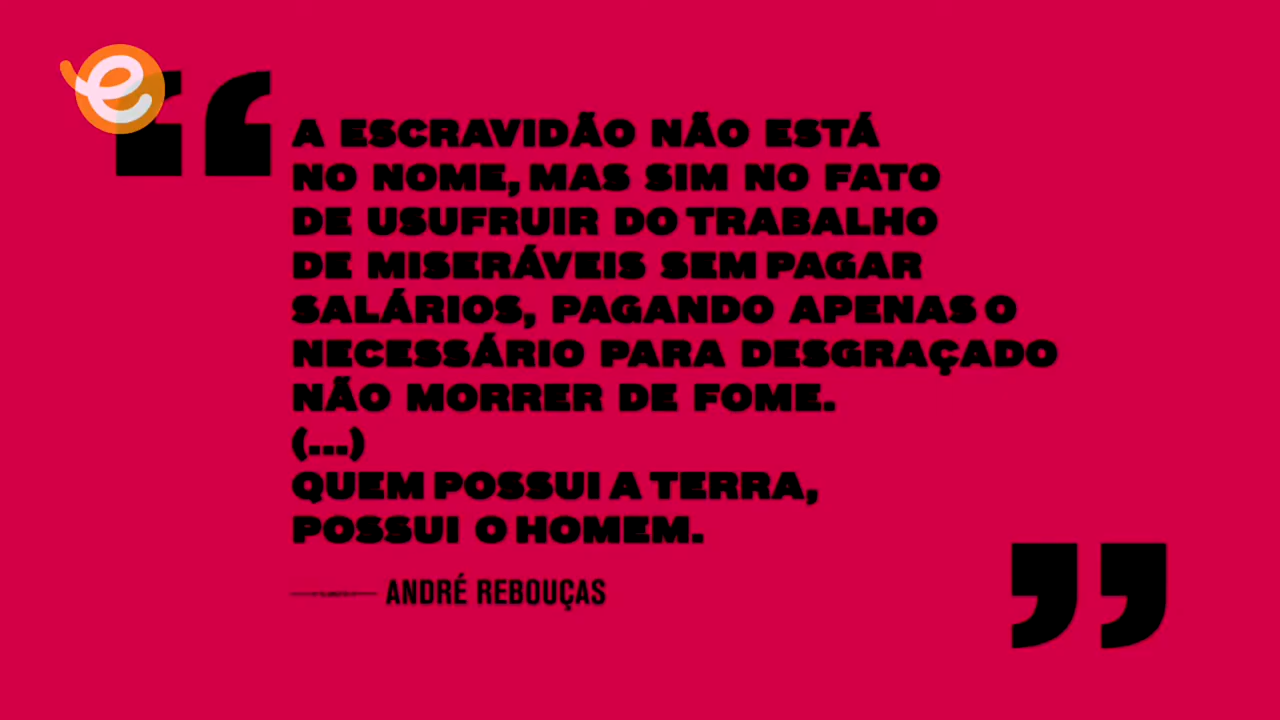 A ESCRAVIDÃO NÃO ESTÁ
NO NOME, MAS SIM NO FATO
DE USUFRUIR DO TRABALHO
DE MISERÁVEIS SEM PAGAR
SALÁRIOS, PAGANDO APENAS O
NECESSÁRIO PARA DESGRAÇADO
NÃO MORRER DE FOME.
(...)
QUEM POSSUI A TERRA,
POSSUI O HOMEM.
ANDRÉ REBOUÇAS